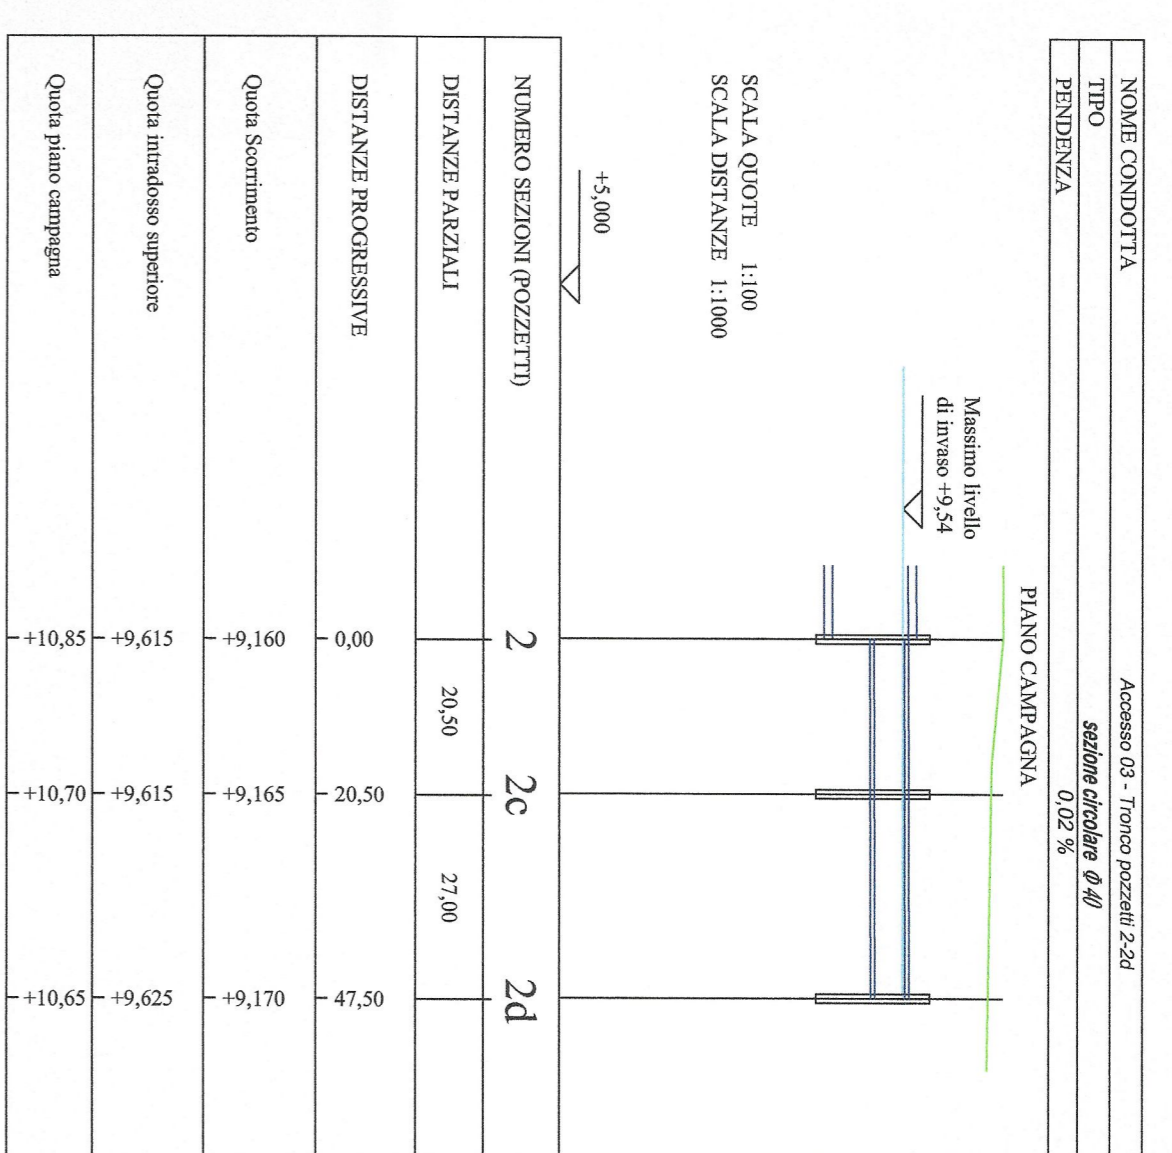 NOME CONDOTTA Accesso 03 - Tronco pozzetti 2-2d
TIPO sezione circolare Φ 40
PENDENZA 0,02 %
PIANO CAMPAGNA
Massimo livello
di invaso +9,54
SCALA QUOTE 1:100
SCALA DISTANZE 1:1000
+5,000
NUMERO SEZIONI (POZZETTI) 2 2c 2d
DISTANZE PARZIALI 20,50 27,00
DISTANZE PROGRESSIVE 0,00 20,50 47,50
Quota Scorrimento +9,160 +9,165 +9,170
Quota intradosso superiore +9,615 +9,615 +9,625
Quota piano campagna +10,85 +10,70 +10,65